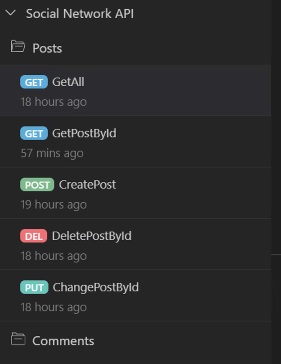 Social Network API
Posts
GET GetAll
18 hours ago
GET GetPostById
57 mins ago
POST CreatePost
19 hours ago
DEL DeletePostById
18 hours ago
PUT ChangePostById
18 hours ago
Comments